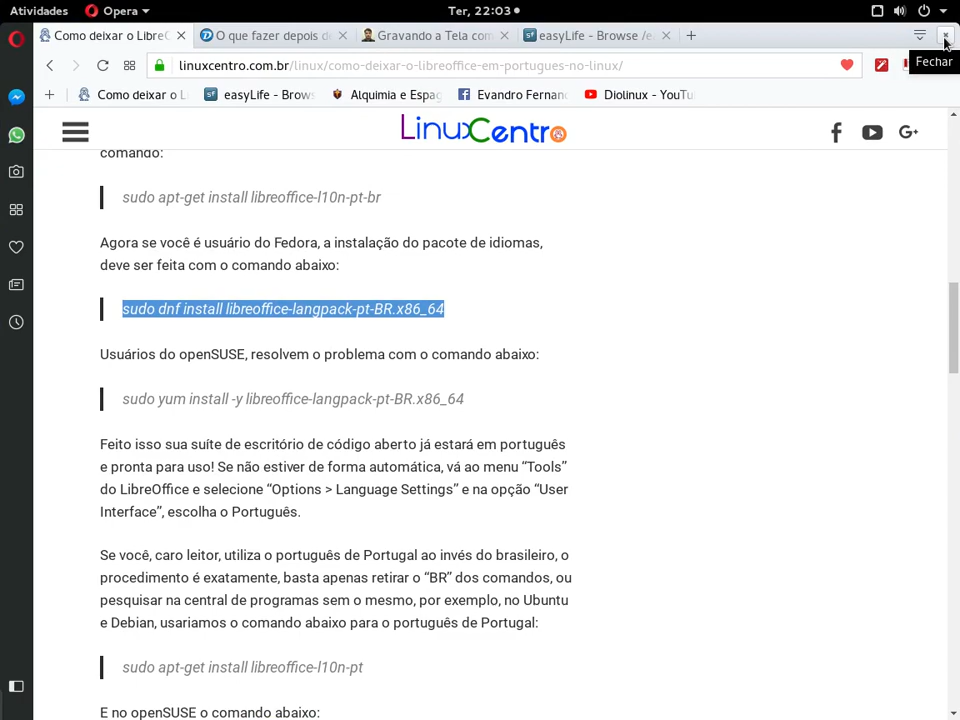 Atividades
Opera
Ter, 22:03
Como deixar o LibreO
O que fazer depois de
Gravando a Tela com
easyLife - Browse /ea
linuxcentro.com.br/linux/como-deixar-o-libreoffice-em-portugues-no-linux/
Fechar
Como deixar o Li
easyLife - Brows
Alquimia e Espag
Evandro Fernand
Diolinux - YouTu
LinuxCentro
comando:
sudo apt-get install libreoffice-l10n-pt-br
Agora se você é usuário do Fedora, a instalação do pacote de idiomas,
deve ser feita com o comando abaixo:
sudo dnf install libreoffice-langpack-pt-BR.x86_64
Usuários do openSUSE, resolvem o problema com o comando abaixo:
sudo yum install -y libreoffice-langpack-pt-BR.x86_64
Feito isso sua suíte de escritório de código aberto já estará em português
e pronta para uso! Se não estiver de forma automática, vá ao menu “Tools”
do LibreOffice e selecione “Options > Language Settings” e na opção “User
Interface”, escolha o Português.
Se você, caro leitor, utiliza o português de Portugal ao invés do brasileiro, o
procedimento é exatamente, basta apenas retirar o “BR” dos comandos, ou
pesquisar na central de programas sem o mesmo, por exemplo, no Ubuntu
e Debian, usariamos o comando abaixo para o português de Portugal:
sudo apt-get install libreoffice-l10n-pt
E no openSUSE o comando abaixo: